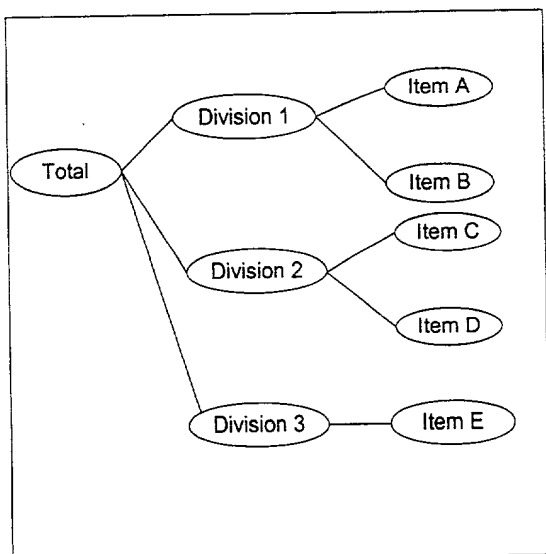 Total
Division 1
Item A
Item B
Division 2
Item C
Item D
Division 3
Item E